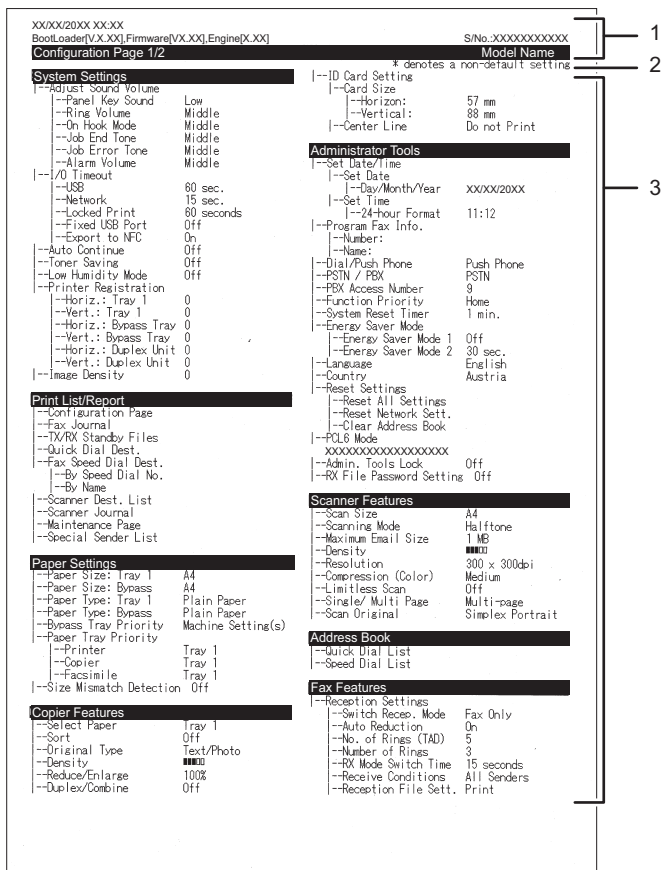 XX/XX/20XX XX:XX
BootLoader[V.X.XX],Firmware[VX.XX],Engine[X.XX]
S/No.:XXXXXXXXXXX
1
Configuration Page 1/2
Model Name
* denotes a non-default setting
2
System Settings
|--Adjust Sound Volume
|--Panel Key Sound Low
|--Ring Volume Middle
|--On Hook Mode Middle
|--Job End Tone Middle
|--Job Error Tone Middle
|--Alarm Volume Middle
|--I/O Timeout
|--USB 60 sec.
|--Network 15 sec.
|--Locked Print 60 seconds
|--Fixed USB Port Off
|--Export to NFC On
|--Auto Continue Off
|--Toner Saving Off
|--Low Humidity Mode Off
|--Printer Registration
|--Horiz.: Tray 1 0
|--Vert.: Tray 1 0
|--Horiz.: Bypass Tray 0
|--Vert.: Bypass Tray 0
|--Horiz.: Duplex Unit 0
|--Vert.: Duplex Unit 0
|--Image Density 0
Print List/Report
|--Configuration Page
|--Fax Journal
|--TX/RX Standby Files
|--Quick Dial Dest.
|--Fax Speed Dial Dest.
|--By Speed Dial No.
|--By Name
|--Scanner Dest. List
|--Scanner Journal
|--Maintenance Page
|--Special Sender List
Paper Settings
|--Paper Size: Tray 1 A4
|--Paper Size: Bypass A4
|--Paper Type: Tray 1 Plain Paper
|--Paper Type: Bypass Plain Paper
|--Bypass Tray Priority Machine Setting(s)
|--Paper Tray Priority
|--Printer Tray 1
|--Copier Tray 1
|--Facsimile Tray 1
|--Size Mismatch Detection Off
Copier Features
|--Select Paper Tray 1
|--Sort Off
|--Original Type Text/Photo
|--Density
|--Reduce/Enlarge 100%
|--Duplex/Combine Off
|--ID Card Setting
|--Card Size
|--Horizon: 57 mm
|--Vertical: 88 mm
|--Center Line Do not Print
Administrator Tools
|--Set Date/Time
|--Set Date
|--Day/Month/Year XX/XX/20XX
|--Set Time
|--24-hour Format 11:12
|--Program Fax Info.
|--Number:
|--Name:
|--Dial/Push Phone Push Phone
|--PSTN / PBX PSTN
|--PBX Access Number 9
|--Function Priority Home
|--System Reset Timer 1 min.
|--Energy Saver Mode
|--Energy Saver Mode 1 Off
|--Energy Saver Mode 2 30 sec.
|--Language English
|--Country Austria
|--Reset Settings
|--Reset All Settings
|--Reset Network Sett.
|--Clear Address Book
|--PCL6 Mode
XXXXXXXXXXXXXXXXXX
|--Admin. Tools Lock Off
|--RX File Password Setting Off
Scanner Features
|--Scan Size A4
|--Scanning Mode Halftone
|--Maximum Email Size 1 MB
|--Density
|--Resolution 300 x 300dpi
|--Compression (Color) Medium
|--Limitless Scan Off
|--Single/ Multi Page Multi-page
|--Scan Original Simplex Portrait
Address Book
|--Quick Dial List
|--Speed Dial List
Fax Features
|--Reception Settings
|--Switch Recep. Mode Fax Only
|--Auto Reduction On
|--No. of Rings (TAD) 5
|--Number of Rings 3
|--RX Mode Switch Time 15 seconds
|--Receive Conditions All Senders
|--Reception File Sett. Print
3